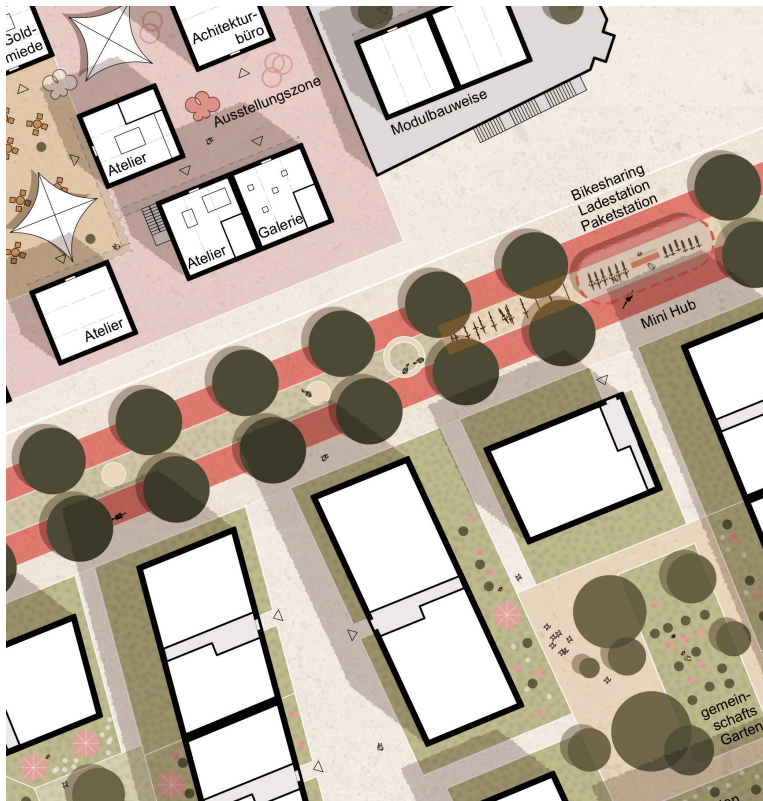 Gold-
miede
Achitektur-
büro
Ausstellungszone
Modulbauweise
Atelier
Bikesharing
Ladestation
Paketstation
Galerie
Atelier
Atelier
Mini Hub
gemein-
schafts
Garten